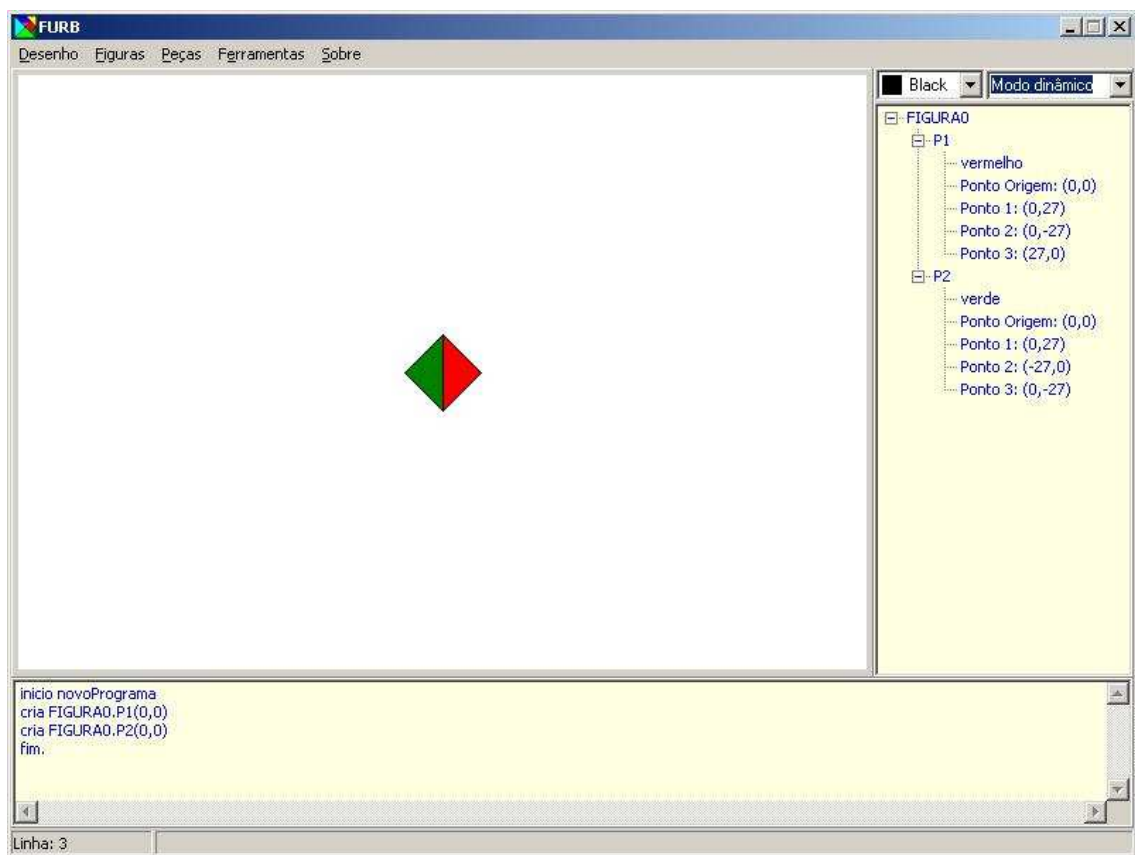 FURB
Desenho Figuras Peças Ferramentas Sobre
Black Modo dinâmico
FIGURA0
P1
vermelho
Ponto Origem: (0,0)
Ponto 1: (0,27)
Ponto 2: (0,-27)
Ponto 3: (27,0)
P2
verde
Ponto Origem: (0,0)
Ponto 1: (0,27)
Ponto 2: (-27,0)
Ponto 3: (0,-27)
inicio novoPrograma
cria FIGURA0.P1(0,0)
cria FIGURA0.P2(0,0)
fim.
Linha: 3